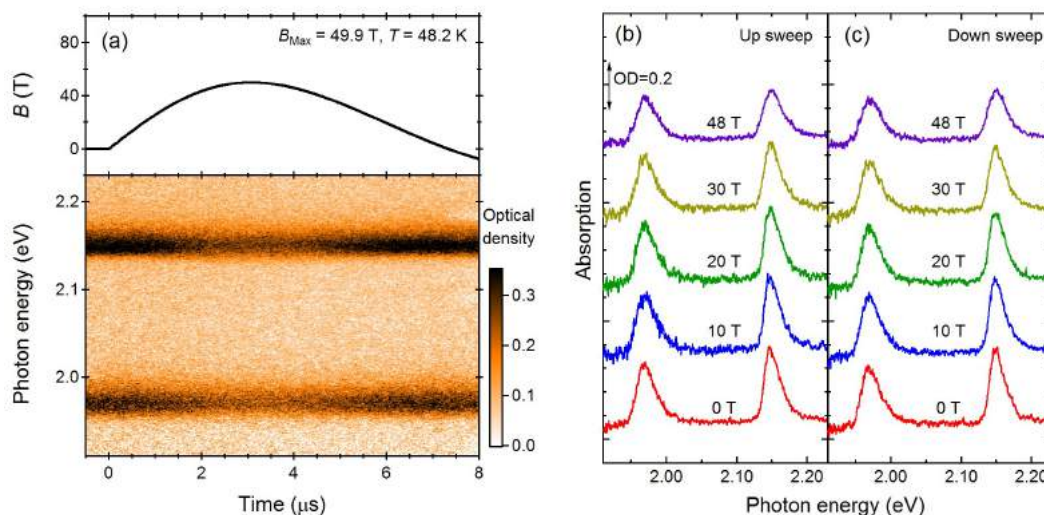 (a)
B_Max = 49.9 T, T = 48.2 K
80
40
0
B (T)
2.2
2.1
2.0
Photon energy (eV)
Optical
density
0.3
0.2
0.1
0.0
0 2 4 6 8
Time (μs)
(b) Up sweep
OD=0.2
48 T
30 T
20 T
10 T
0 T
Absorption
(c) Down sweep
48 T
30 T
20 T
10 T
0 T
2.00 2.10 2.20 2.00 2.10 2.20
Photon energy (eV)